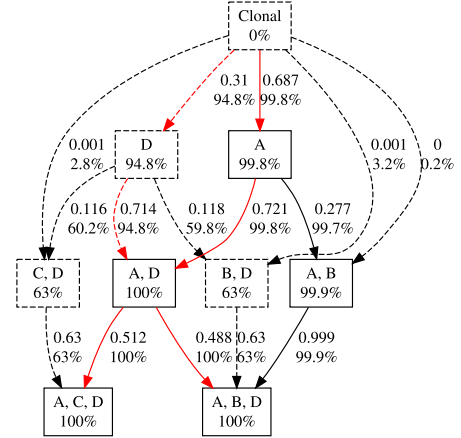 Clonal
0%
0.31 0.687
94.8% 99.8%
0.001 0.001 0
2.8% 3.2% 0.2%
D A
94.8% 99.8%
0.116 0.714 0.118 0.721 0.277
60.2% 94.8% 59.8% 99.8% 99.7%
C, D A, D B, D A, B
63% 100% 63% 99.9%
0.63 0.512 0.488 0.63 0.999
63% 100% 100% 63% 99.9%
A, C, D A, B, D
100% 100%